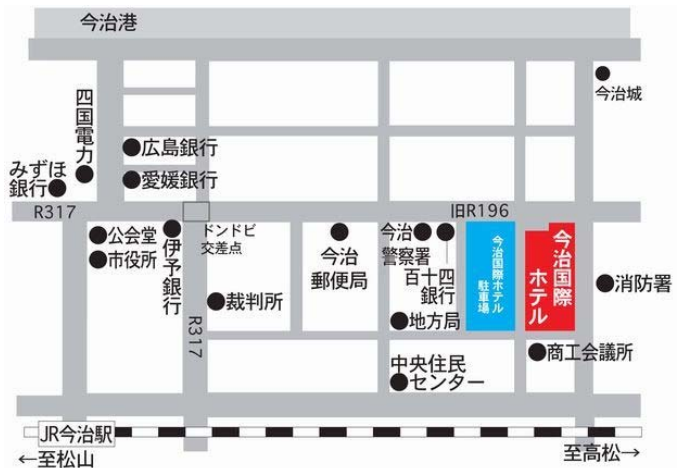 今治港
今治城
四国電力
広島銀行
みずほ
銀行
愛媛銀行
R317
旧R196
公会堂
市役所
伊予銀行
ドンドビ
交差点
今治
郵便局
今治
警察署
百十四
銀行
今治国際ホテル
駐車場
今治国際
ホテル
消防署
裁判所
地方局
R317
商工会議所
中央住民
センター
JR今治駅
←至松山
至高松→